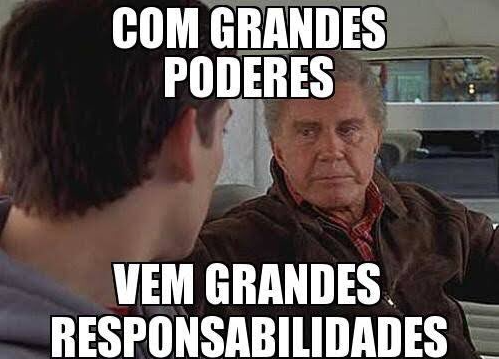 COM GRANDES
PODERES
VEM GRANDES
RESPONSABILIDADES